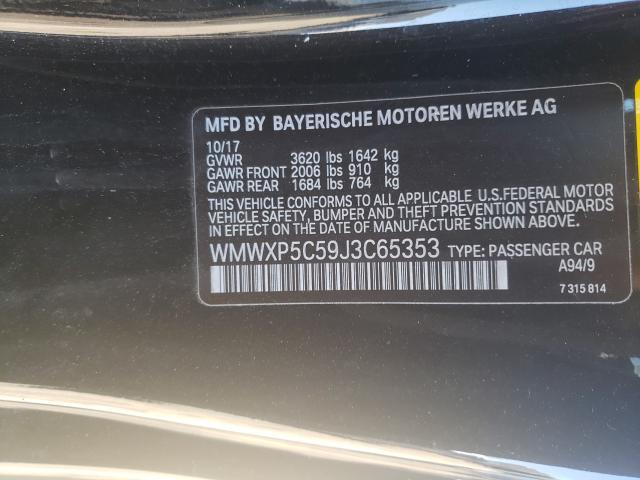 MFD BY BAYERISCHE MOTOREN WERKE AG
10/17
GVWR 3620 lbs 1642 kg
GAWR FRONT 2006 lbs 910 kg
GAWR REAR 1684 lbs 764 kg
THIS VEHICLE CONFORMS TO ALL APPLICABLE U.S.FEDERAL MOTOR
VEHICLE SAFETY, BUMPER AND THEFT PREVENTION STANDARDS
IN EFFECT ON THE DATE OF MANUFACTURE SHOWN ABOVE.
WMWXP5C59J3C65353 TYPE: PASSENGER CAR
A94/9
7 315 814